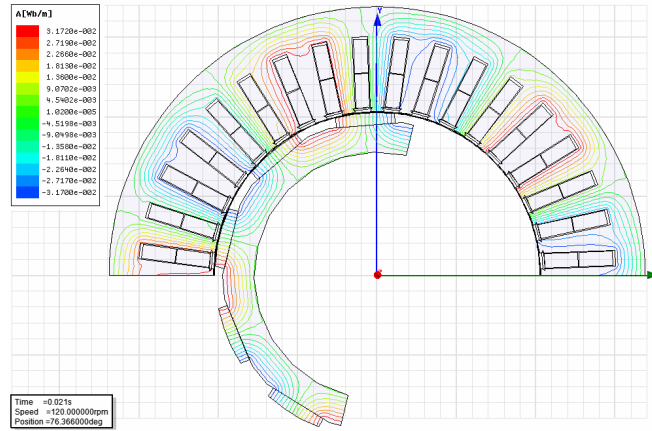 A[Wb/m]
3.1720e-002
2.7190e-002
2.2660e-002
1.8130e-002
1.3600e-002
9.0702e-003
4.5402e-003
1.0200e-005
-4.5198e-003
-9.0498e-003
-1.3580e-002
-1.8110e-002
-2.2640e-002
-2.7170e-002
-3.1700e-002
Time =0.021s
Speed =120.000000rpm
Position =76.366000deg